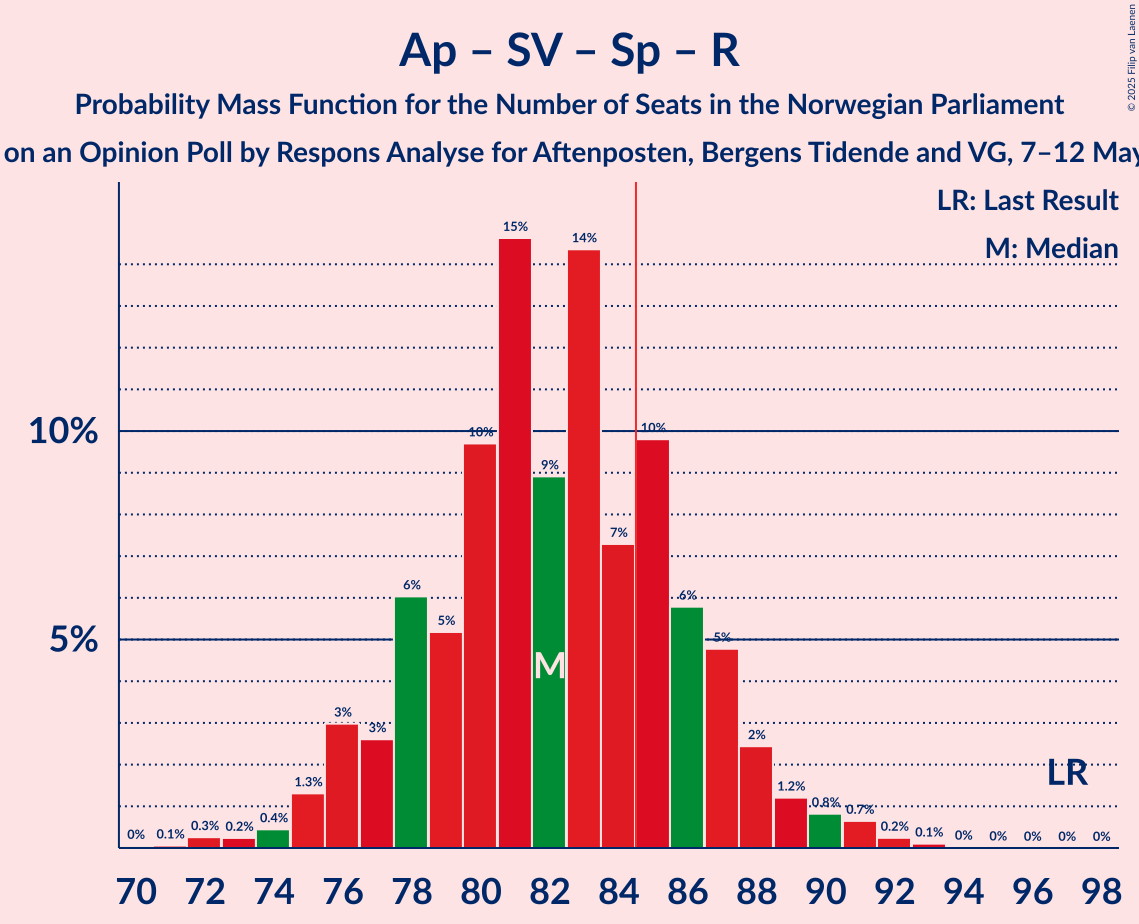 Ap – SV – Sp – R
Probability Mass Function for the Number of Seats in the Norwegian Parliament
on an Opinion Poll by Respons Analyse for Aftenposten, Bergens Tidende and VG, 7–12 May
© 2025 Filip van Laenen
LR: Last Result
M: Median
10%
5%
0% 0.1% 0.3% 0.2% 0.4% 1.3% 3% 3% 6% 5% 10% 15% 9% 14% 7% 10% 6% 5% 2% 1.2% 0.8% 0.7% 0.2% 0.1% 0% 0% 0% 0% 0%
M
LR
70 72 74 76 78 80 82 84 86 88 90 92 94 96 98